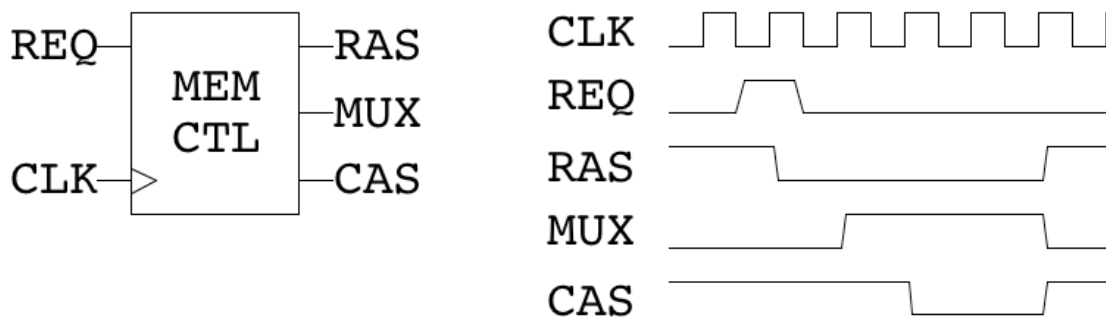 REQ
CLK
MEM
CTL
RAS
MUX
CAS
CLK
REQ
RAS
MUX
CAS